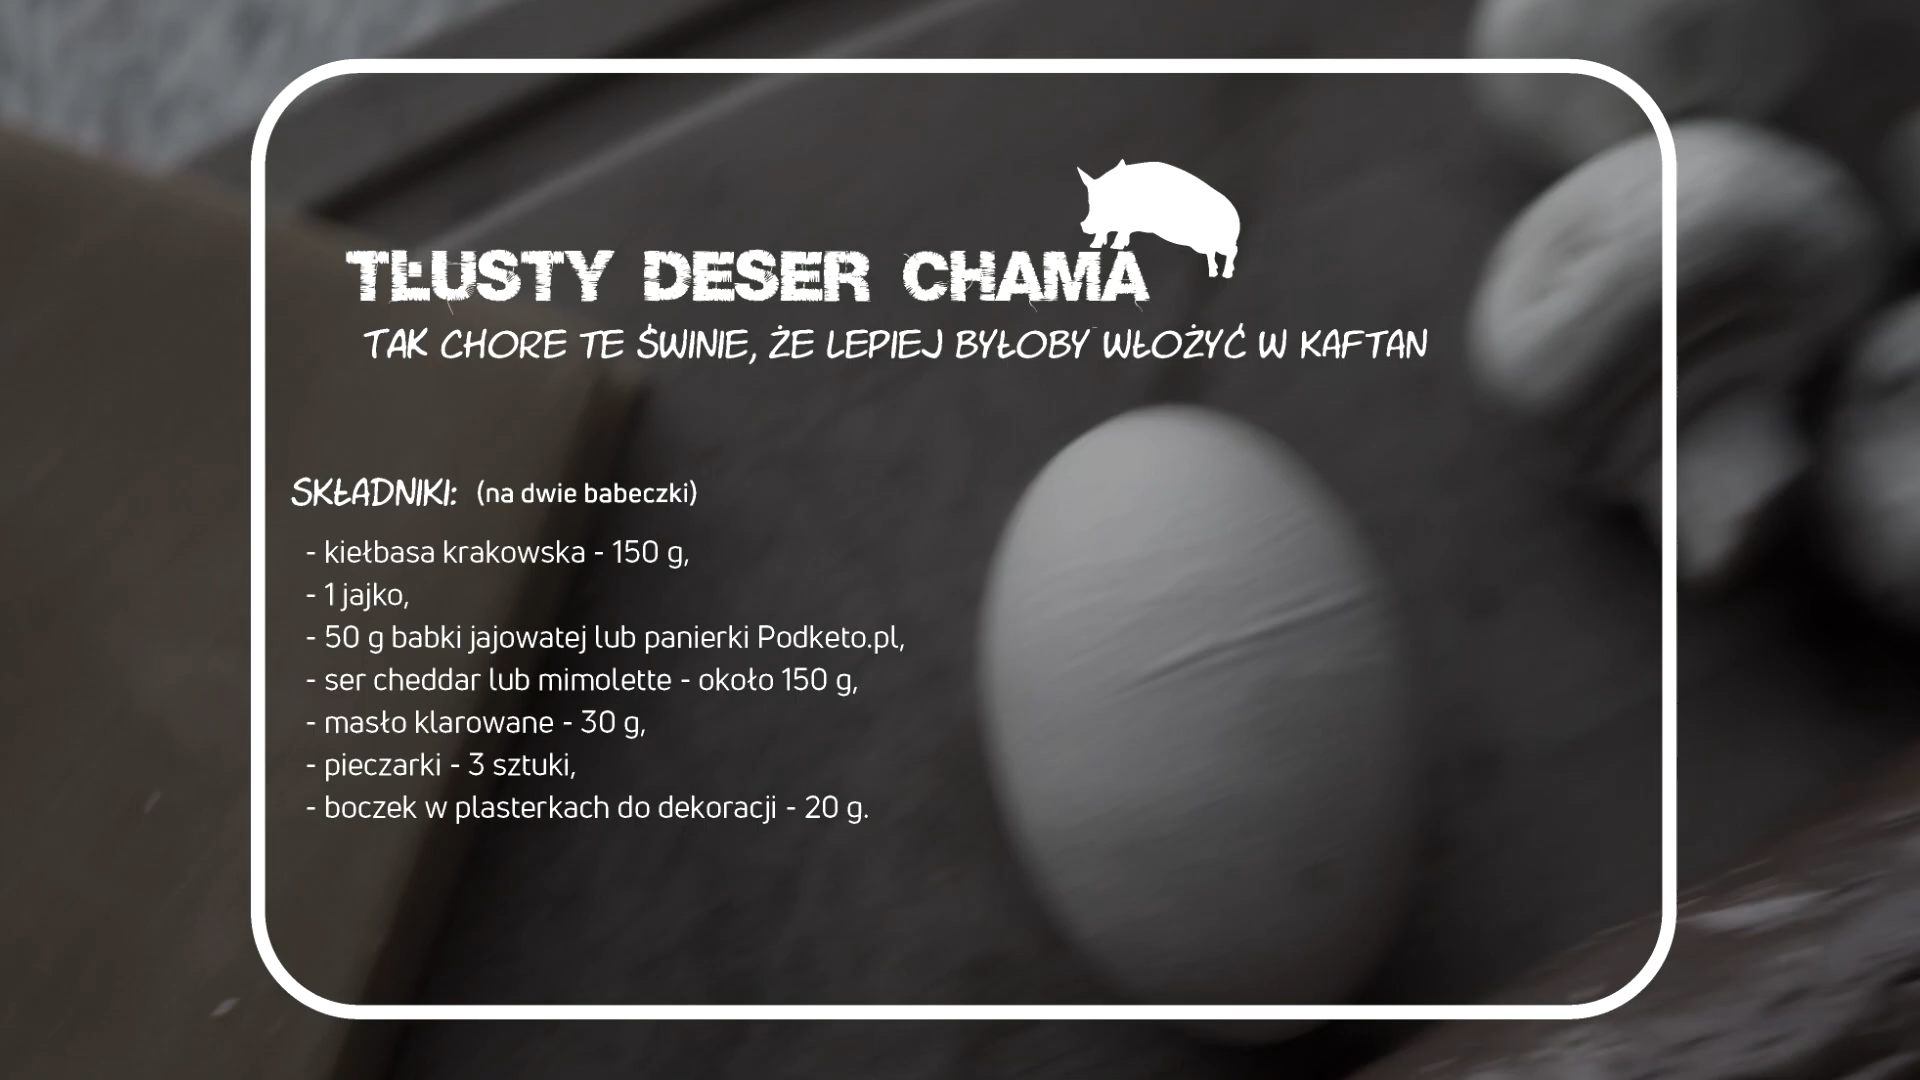 TŁUSTY DESER CHAMA
TAK CHORE TE ŚWINIE, ŻE LEPIEJ BYŁOBY WŁOŻYĆ W KAFTAN
SKŁADNIKI: (na dwie babeczki)
- kiełbasa krakowska - 150 g,
- 1 jajko,
- 50 g babki jajowatej lub panierki Podketo.pl,
- ser cheddar lub mimolette - około 150 g,
- masło klarowane - 30 g,
- pieczarki - 3 sztuki,
- boczek w plasterkach do dekoracji - 20 g.